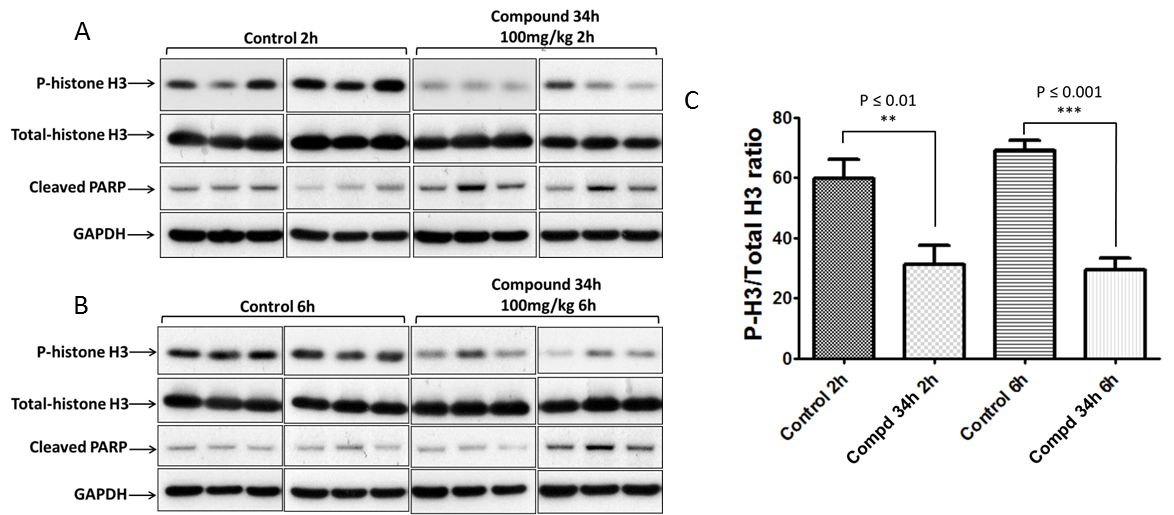 A
Control 2h
Compound 34h
100mg/kg 2h
P-histone H3
Total-histone H3
Cleaved PARP
GAPDH
B
Control 6h
Compound 34h
100mg/kg 6h
P-histone H3
Total-histone H3
Cleaved PARP
GAPDH
C
P ≤ 0.01
**
P ≤ 0.001
***
P-H3/Total H3 ratio
80
60
40
20
0
Control 2h
Compd 34h 2h
Control 6h
Compd 34h 6h